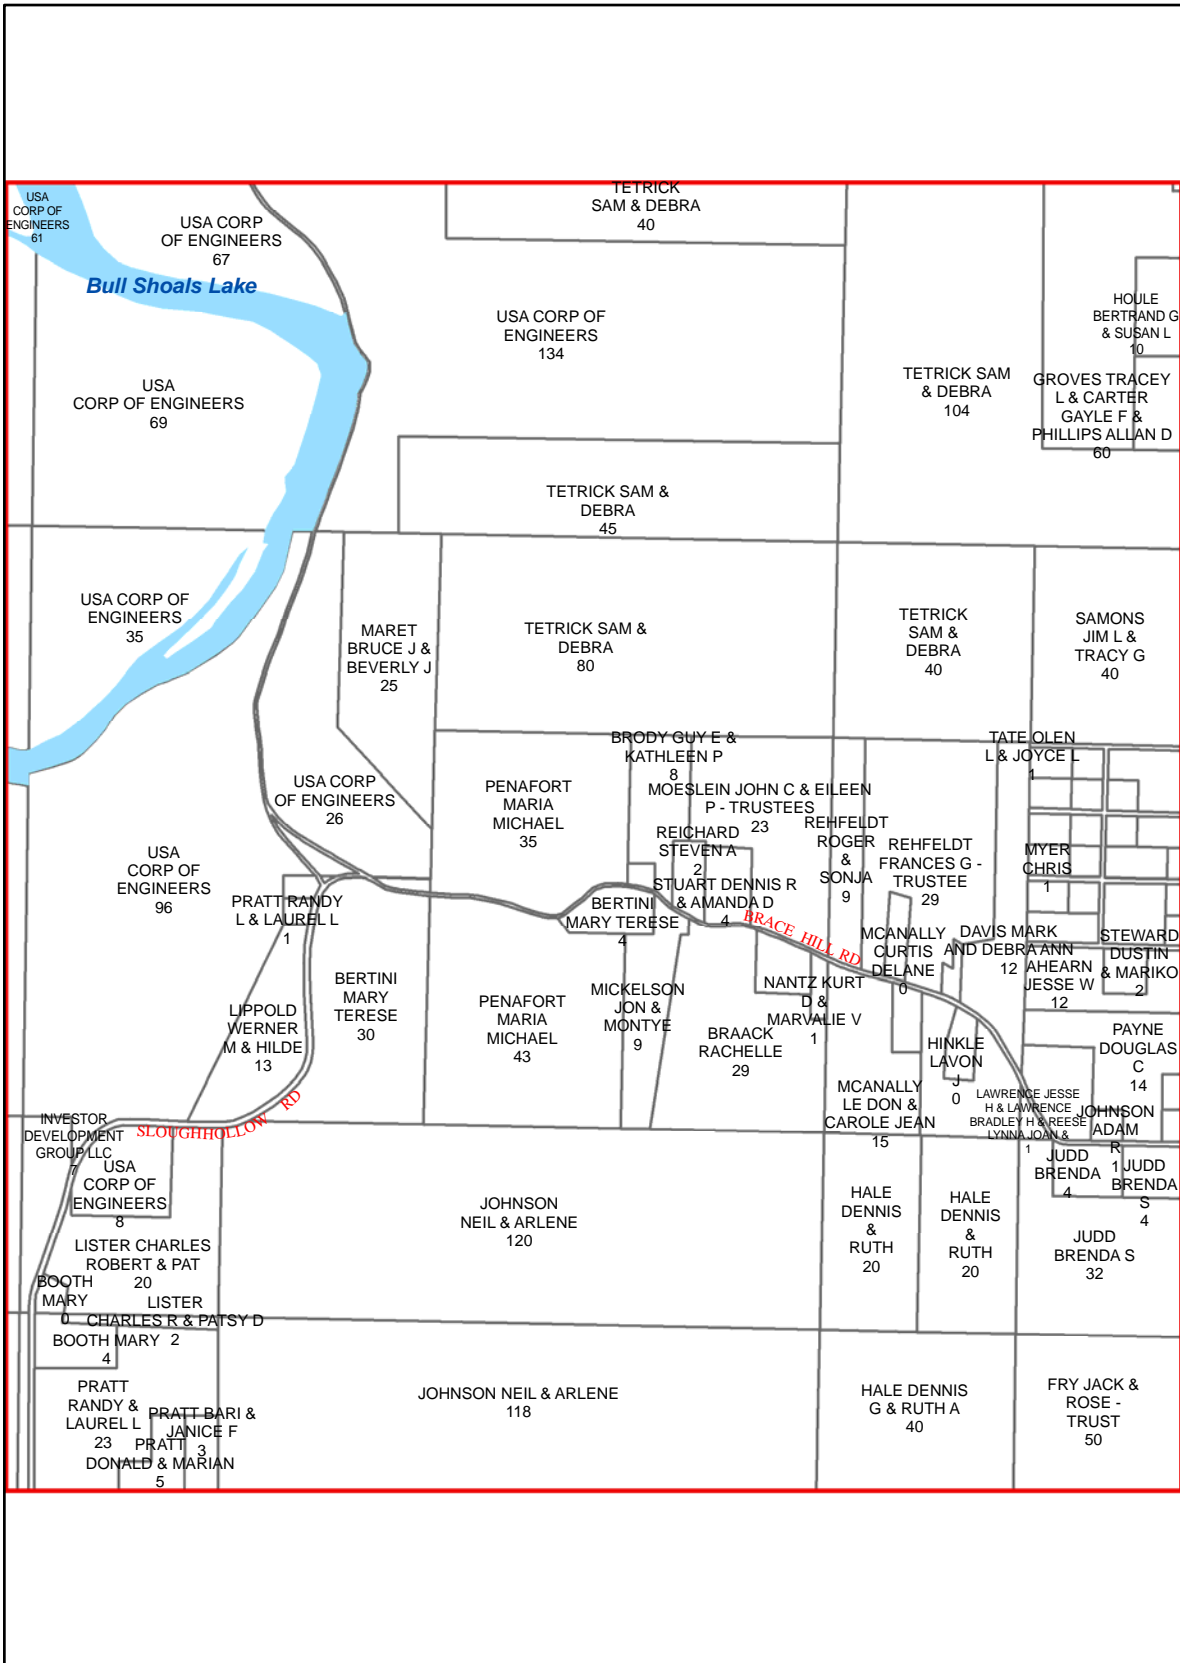 USA
CORP OF
ENGINEERS
61
USA CORP
OF ENGINEERS
67
Bull Shoals Lake
TETRICK
SAM & DEBRA
40
USA CORP OF
ENGINEERS
134
HOULE
BERTRAND G
& SUSAN L
10
USA
CORP OF ENGINEERS
69
TETRICK SAM
& DEBRA
104
GROVES TRACEY
L & CARTER
GAYLE F &
PHILLIPS ALLAN D
60
TETRICK SAM &
DEBRA
45
USA CORP OF
ENGINEERS
35
MARET
BRUCE J &
BEVERLY J
25
TETRICK SAM &
DEBRA
80
TETRICK
SAM &
DEBRA
40
SAMONS
JIM L &
TRACY G
40
BRODY GUY E &
KATHLEEN P
8
TATE OLEN
L & JOYCE L
1
USA CORP
OF ENGINEERS
26
PENAFORT
MARIA
MICHAEL
35
MOESLEIN JOHN C & EILEEN
P - TRUSTEES
23
REICHARD
STEVEN A
2
REHFELDT
ROGER
&
SONJA
9
REHFELDT
FRANCES G -
TRUSTEE
29
MYER
CHRIS
1
USA
CORP OF
ENGINEERS
96
PRATT RANDY
L & LAUREL L
1
STUART DENNIS R
& AMANDA D
4
BERTINI
MARY TERESE
4
BRACE HILL RD
MCANALLY
CURTIS
DELANE
0
DAVIS MARK
AND DEBRA ANN
12
AHEARN
JESSE W
12
STEWARD
DUSTIN
& MARIKO
2
LIPPOLD
WERNER
M & HILDE
13
BERTINI
MARY
TERESE
30
PENAFORT
MARIA
MICHAEL
43
MICKELSON
JON &
MONTYE
9
BRAACK
RACHELLE
29
NANTZ KURT
D &
MARVALIE V
1
HINKLE
LAVON
J
0
PAYNE
DOUGLAS
C
14
MCANALLY
LE DON &
CAROLE JEAN
15
LAWRENCE JESSE
H & LAWRENCE
BRADLEY H & REESE
LYNNA JOAN &
1
JOHNSON
ADAM
R
1
INVESTOR
DEVELOPMENT
GROUP LLC
7
SLOUGHHOLLOW RD
USA
CORP OF
ENGINEERS
8
JUDD
BRENDA
4
JUDD
BRENDA
S
4
JOHNSON
NEIL & ARLENE
120
HALE
DENNIS
&
RUTH
20
HALE
DENNIS
&
RUTH
20
JUDD
BRENDA S
32
LISTER CHARLES
ROBERT & PAT
20
BOOTH
MARY
0
LISTER
CHARLES R & PATSY D
2
BOOTH MARY
4
PRATT
RANDY &
LAUREL L
23
PRATT BARI &
JANICE F
3
PRATT
DONALD & MARIAN
5
JOHNSON NEIL & ARLENE
118
HALE DENNIS
G & RUTH A
40
FRY JACK &
ROSE -
TRUST
50